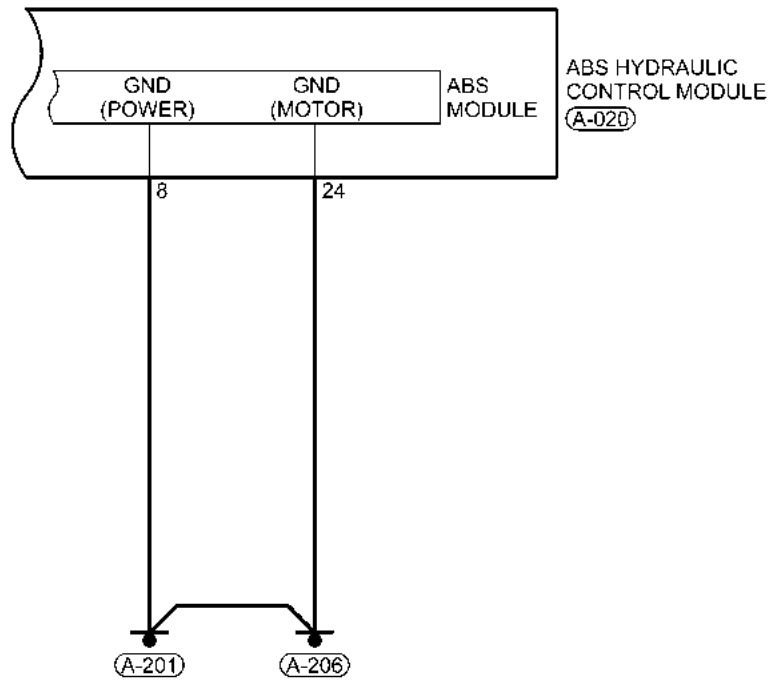 GND
(POWER)
GND
(MOTOR)
ABS
MODULE
ABS HYDRAULIC
CONTROL MODULE
A-020
8
24
A-201
A-206